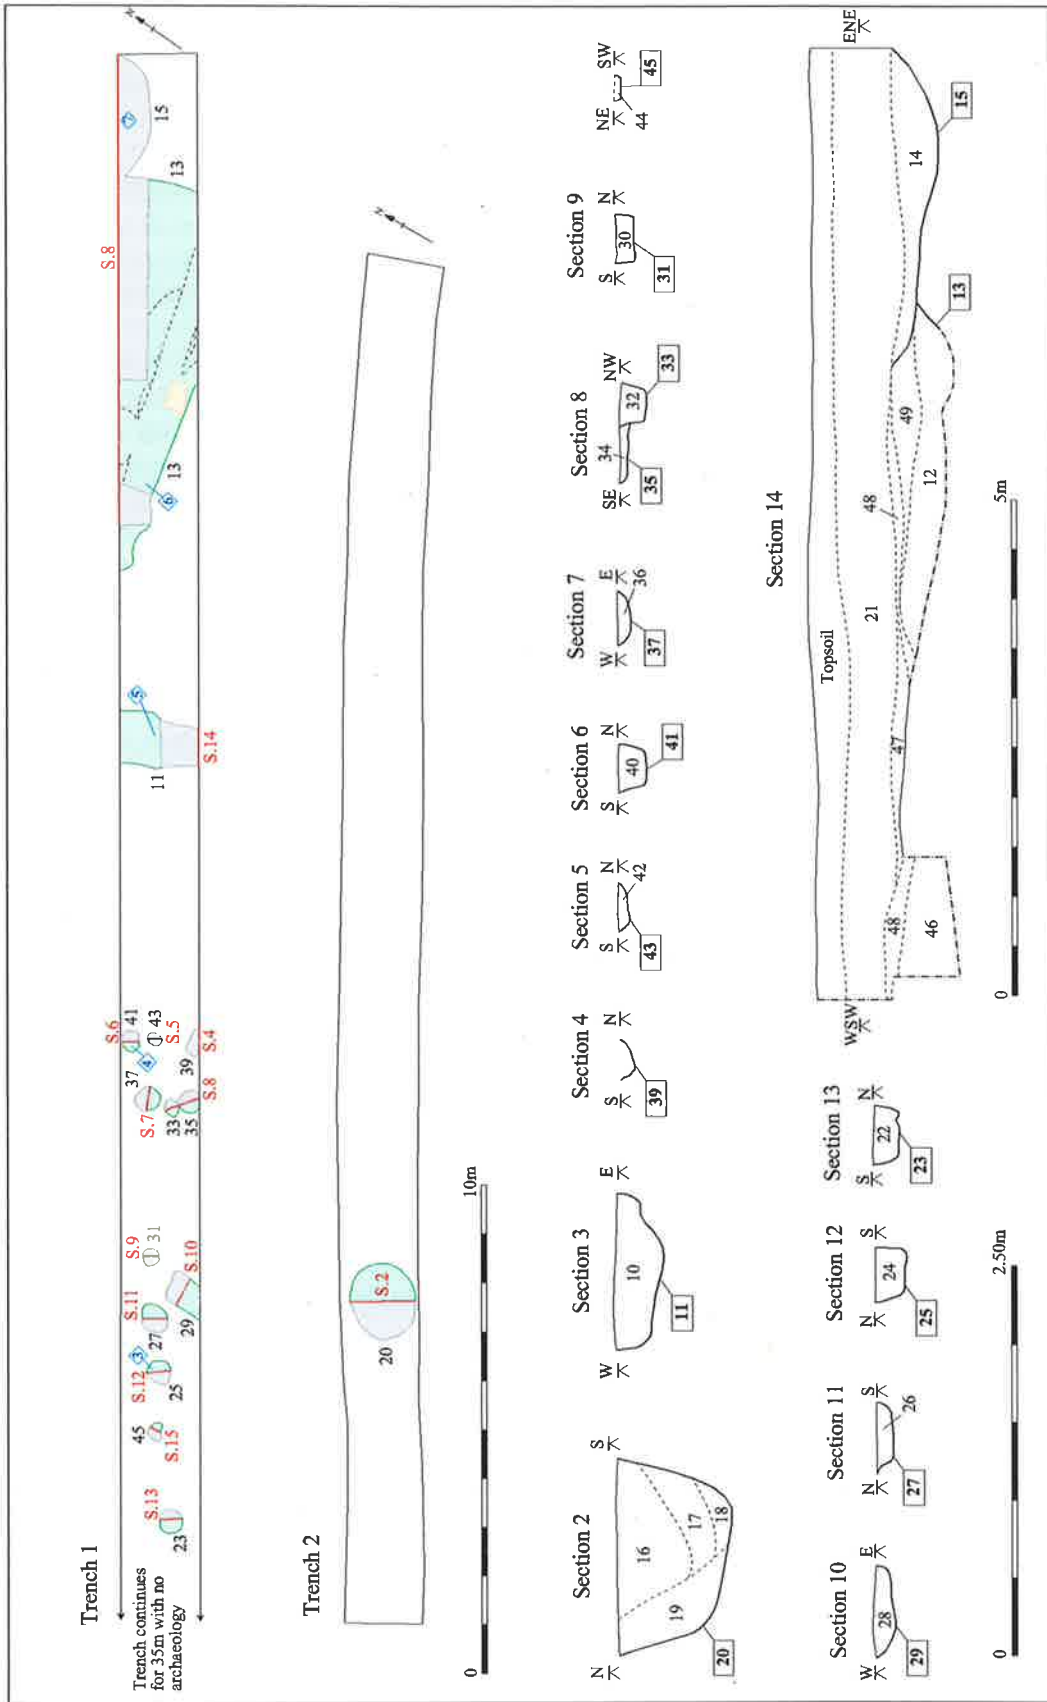 Trench 1
Trench continues
for 35m with no
archaeology
23
S.13
45
S.15
S.12
25
3
27
S.11
29
S.10
S.9
31
S.7
37
33
35
S.8
4
S.6
41
43
S.5
39
S.4
11
5
S.14
13
6
S.8
13
15
7
N
Trench 2
20
S.2
N
0
10m
Section 2
N
S
16
17
18
19
20
Section 3
W
E
10
11
Section 4
S
N
39
Section 5
S
N
42
43
Section 6
S
N
40
41
Section 7
W
E
36
37
Section 8
SE
NW
34
32
35
33
Section 9
S
N
30
31
NE
SW
44
45
Section 10
W
E
28
29
Section 11
N
S
26
27
Section 12
N
S
24
25
Section 13
S
N
22
23
0
2.50m
Section 14
WSW
ENE
Topsoil
21
48
46
47
48
49
12
13
14
15
0
5m